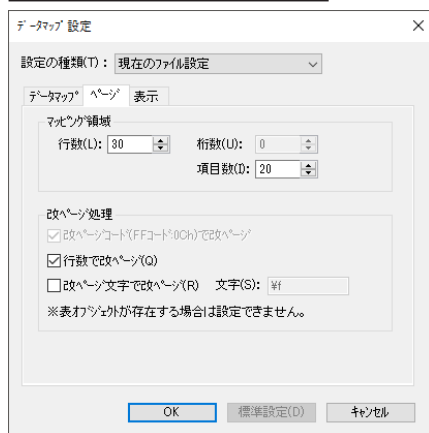 ﾃﾞｰﾀﾏｯﾌﾟ 設定
設定の種類(T)： 現在のﾌｧｲﾙ設定
ﾃﾞｰﾀﾏｯﾌﾟ ﾍﾟｰｼﾞ 表示
ﾏｯﾋﾟﾝｸﾞ領域
行数(L): 30 桁数(U): 0
項目数(I): 20
改ﾍﾟｰｼﾞ処理
改ﾍﾟｰｼﾞｺｰﾄﾞ(FFｺｰﾄﾞ:0Ch)で改ﾍﾟｰｼﾞ
行数で改ﾍﾟｰｼﾞ(Q)
改ﾍﾟｰｼﾞ文字で改ﾍﾟｰｼﾞ(R) 文字(S): ¥f
※表ｵﾌﾞｼﾞｪｸﾄが存在する場合は設定できません。
OK 標準設定(D) ｷｬﾝｾﾙ